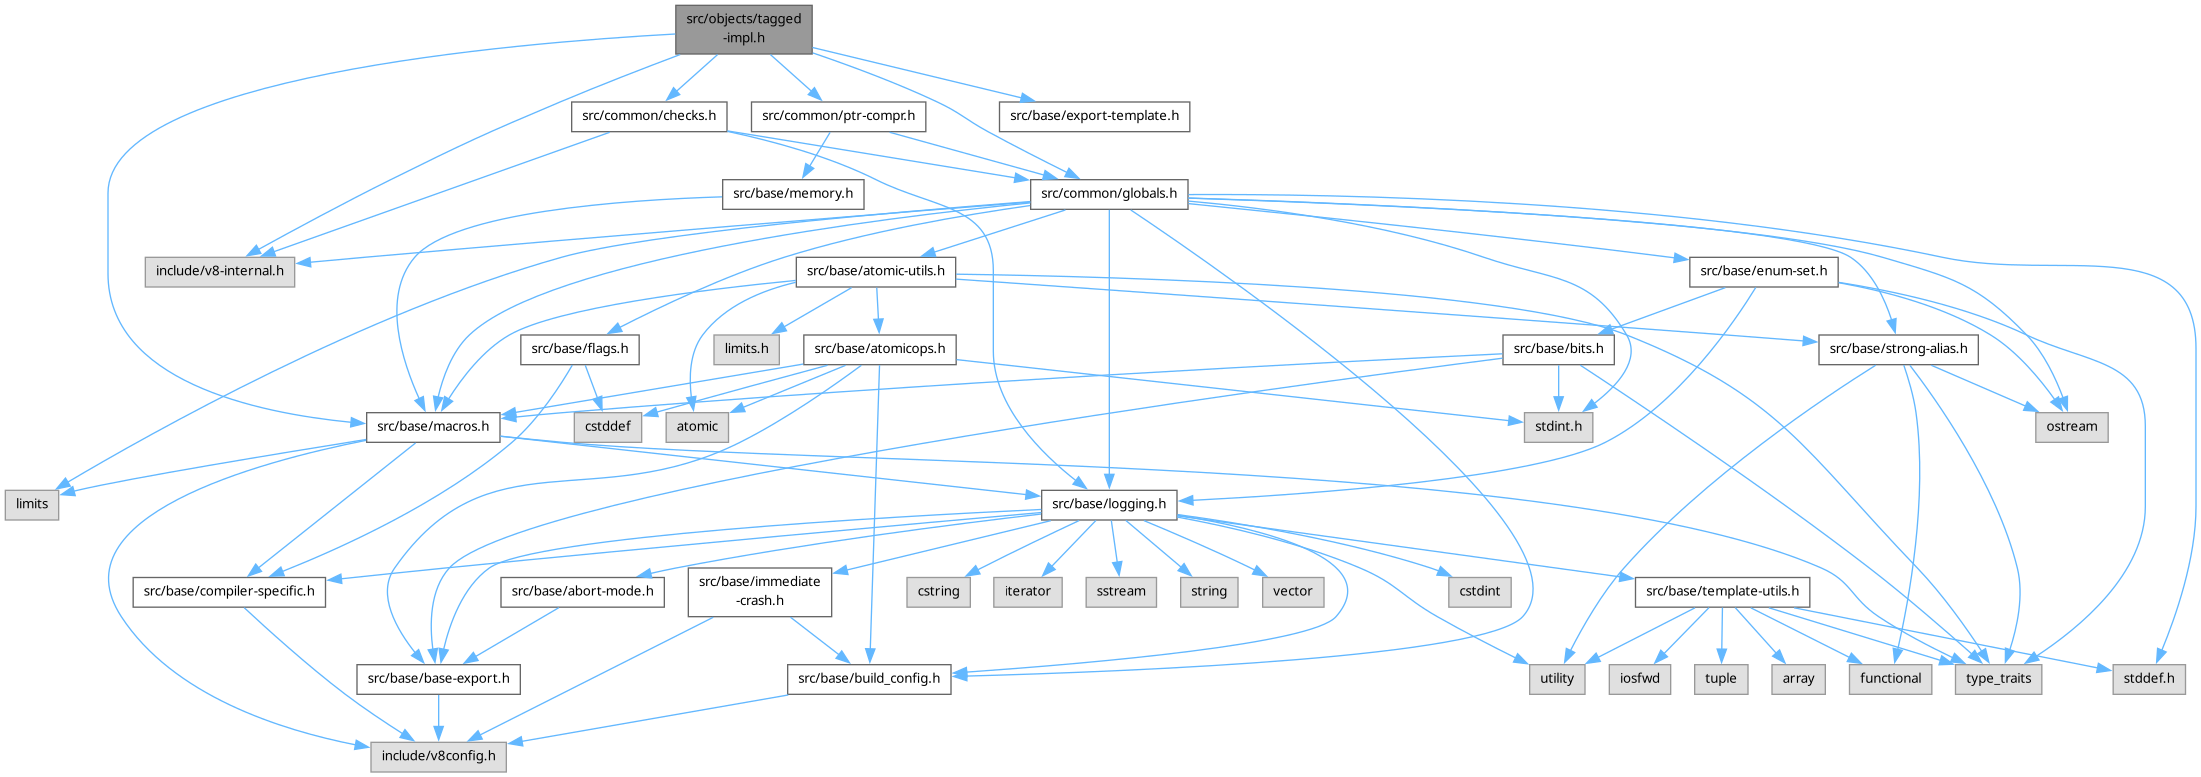 src/objects/tagged
-impl.h
src/common/checks.h
src/common/ptr-compr.h
src/base/export-template.h
src/base/memory.h
src/common/globals.h
include/v8-internal.h
src/base/atomic-utils.h
src/base/enum-set.h
src/base/flags.h
limits.h
src/base/atomicops.h
src/base/bits.h
src/base/strong-alias.h
src/base/macros.h
cstddef
atomic
stdint.h
ostream
limits
src/base/logging.h
src/base/compiler-specific.h
src/base/abort-mode.h
src/base/immediate
-crash.h
cstring
iterator
sstream
string
vector
cstdint
src/base/template-utils.h
src/base/base-export.h
src/base/build_config.h
utility
iosfwd
tuple
array
functional
type_traits
stddef.h
include/v8config.h